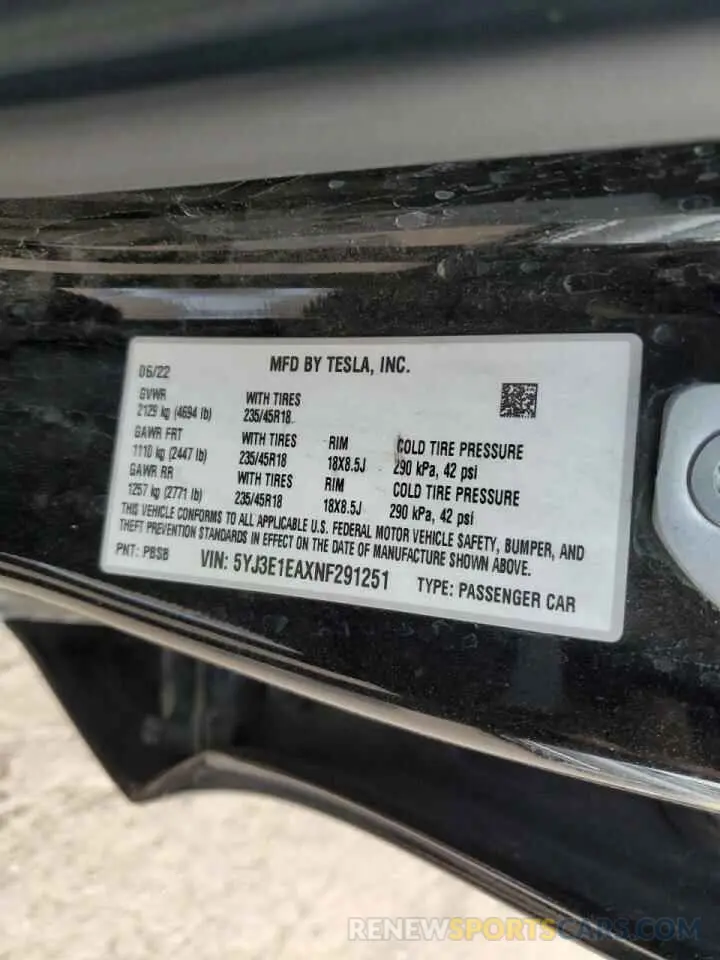 06/22 MFD BY TESLA, INC.
GVWR WITH TIRES
2129 kg (4694 lb) 235/45R18
GAWR FRT WITH TIRES RIM COLD TIRE PRESSURE
1110 kg (2447 lb) 235/45R18 18X8.5J 290 kPa, 42 psi
GAWR RR WITH TIRES RIM COLD TIRE PRESSURE
1257 kg (2771 lb) 235/45R18 18X8.5J 290 kPa, 42 psi
THIS VEHICLE CONFORMS TO ALL APPLICABLE U.S. FEDERAL MOTOR VEHICLE SAFETY, BUMPER, AND
THEFT PREVENTION STANDARDS IN EFFECT ON THE DATE OF MANUFACTURE SHOWN ABOVE.
PNT: PBSB VIN: 5YJ3E1EAXNF291251 TYPE: PASSENGER CAR
RENEWSPORTCARS.COM